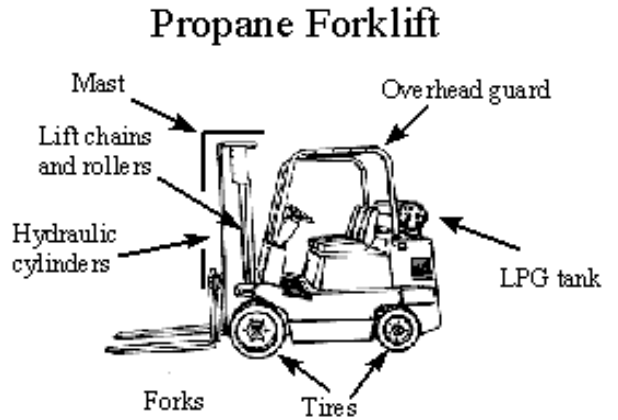 Propane Forklift
Mast
Overhead guard
Lift chains
and rollers
Hydraulic
cylinders
LPG tank
Forks
Tires